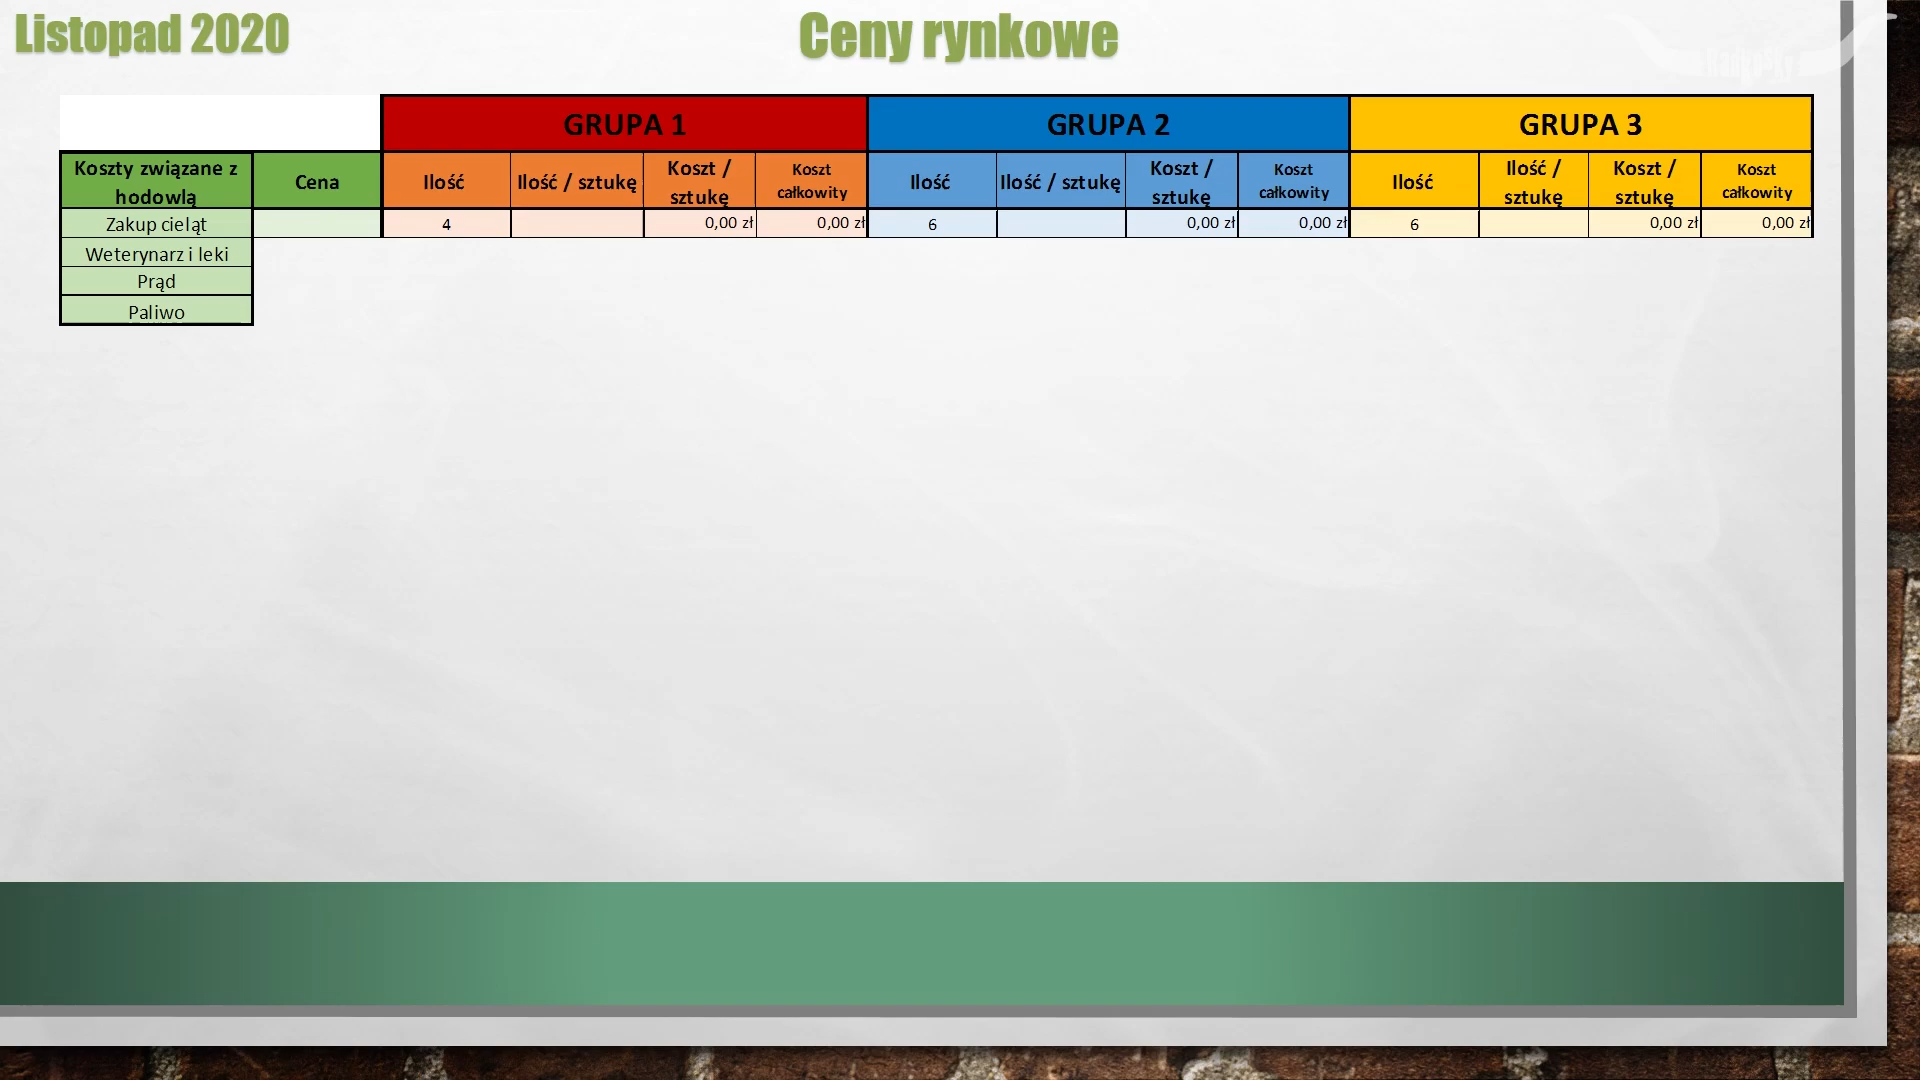 Listopad 2020
Ceny rynkowe
GRUPA 1
GRUPA 2
GRUPA 3
Koszty związane z hodowlą
Cena
Ilość
Ilość / sztukę
Koszt / sztukę
Koszt całkowity
Ilość
Ilość / sztukę
Koszt / sztukę
Koszt całkowity
Ilość
Ilość / sztukę
Koszt / sztukę
Koszt całkowity
Zakup cieląt
4
0,00 zł
0,00 zł
6
0,00 zł
0,00 zł
6
0,00 zł
0,00 zł
Weterynarz i leki
Prąd
Paliwo